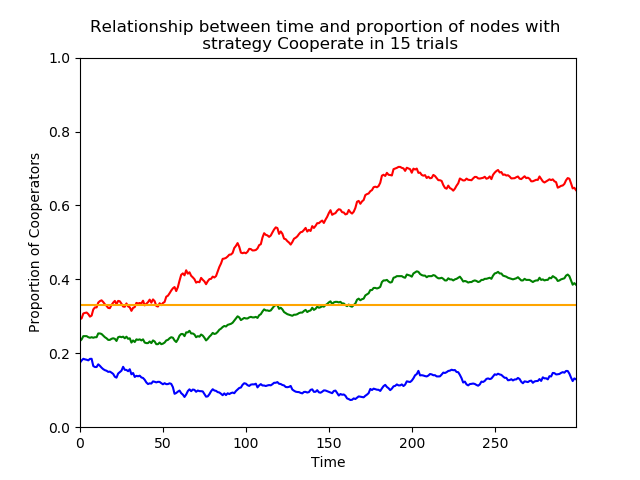 Relationship between time and proportion of nodes with
strategy Cooperate in 15 trials
1.0
0.8
0.6
0.4
0.2
0.0
Proportion of Cooperators
0 50 100 150 200 250
Time